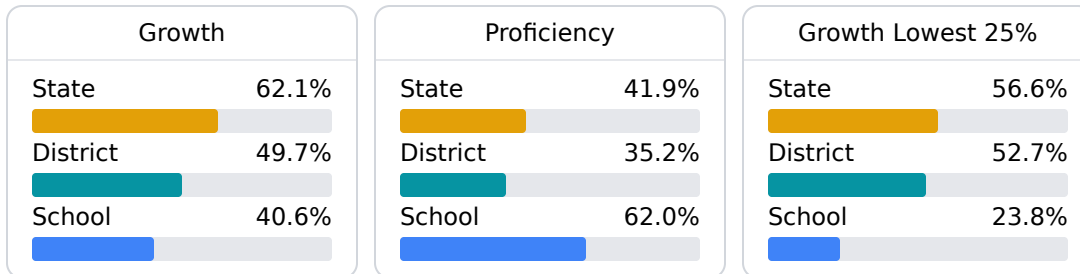 Growth
State 62.1%
District 49.7%
School 40.6%
Proficiency
State 41.9%
District 35.2%
School 62.0%
Growth Lowest 25%
State 56.6%
District 52.7%
School 23.8%